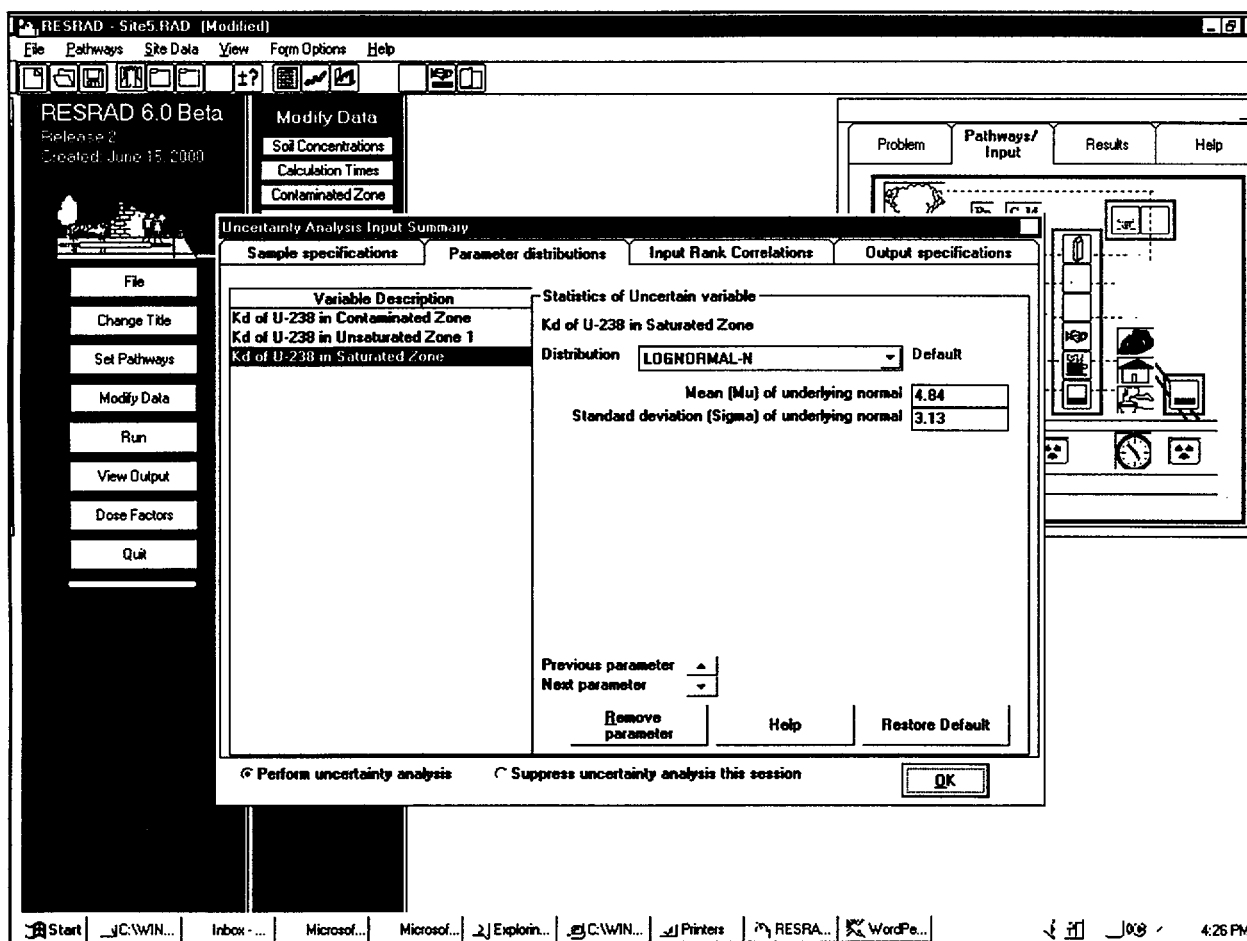 RESRAD - Site5.RAD (Modified)
File Pathways Site Data View Form Options Help
±?
RESRAD 6.0 Beta
Release 2
Created: June 15, 2000
File
Change Title
Set Pathways
Modify Data
Run
View Output
Dose Factors
Quit
Modify Data
Soil Concentrations
Calculation Times
Contaminated Zone
Problem
Pathways/
Input
Results
Help
Uncertainty Analysis Input Summary
Sample specifications
Parameter distributions
Input Rank Correlations
Output specifications
Variable Description
Kd of U-238 in Contaminated Zone
Kd of U-238 in Unsaturated Zone 1
Kd of U-238 in Saturated Zone
Statistics of Uncertain variable
Kd of U-238 in Saturated Zone
Distribution LOGNORMAL-N Default
Mean (Mu) of underlying normal 4.84
Standard deviation (Sigma) of underlying normal 3.13
Previous parameter
Next parameter
Remove
parameter
Help
Restore Default
Perform uncertainty analysis
Suppress uncertainty analysis this session
OK
Start C:\WIN... Inbox - ... Microsof... Microsof... Explorin... C:\WIN... Printers RESRA... WordPe... 4:26 PM